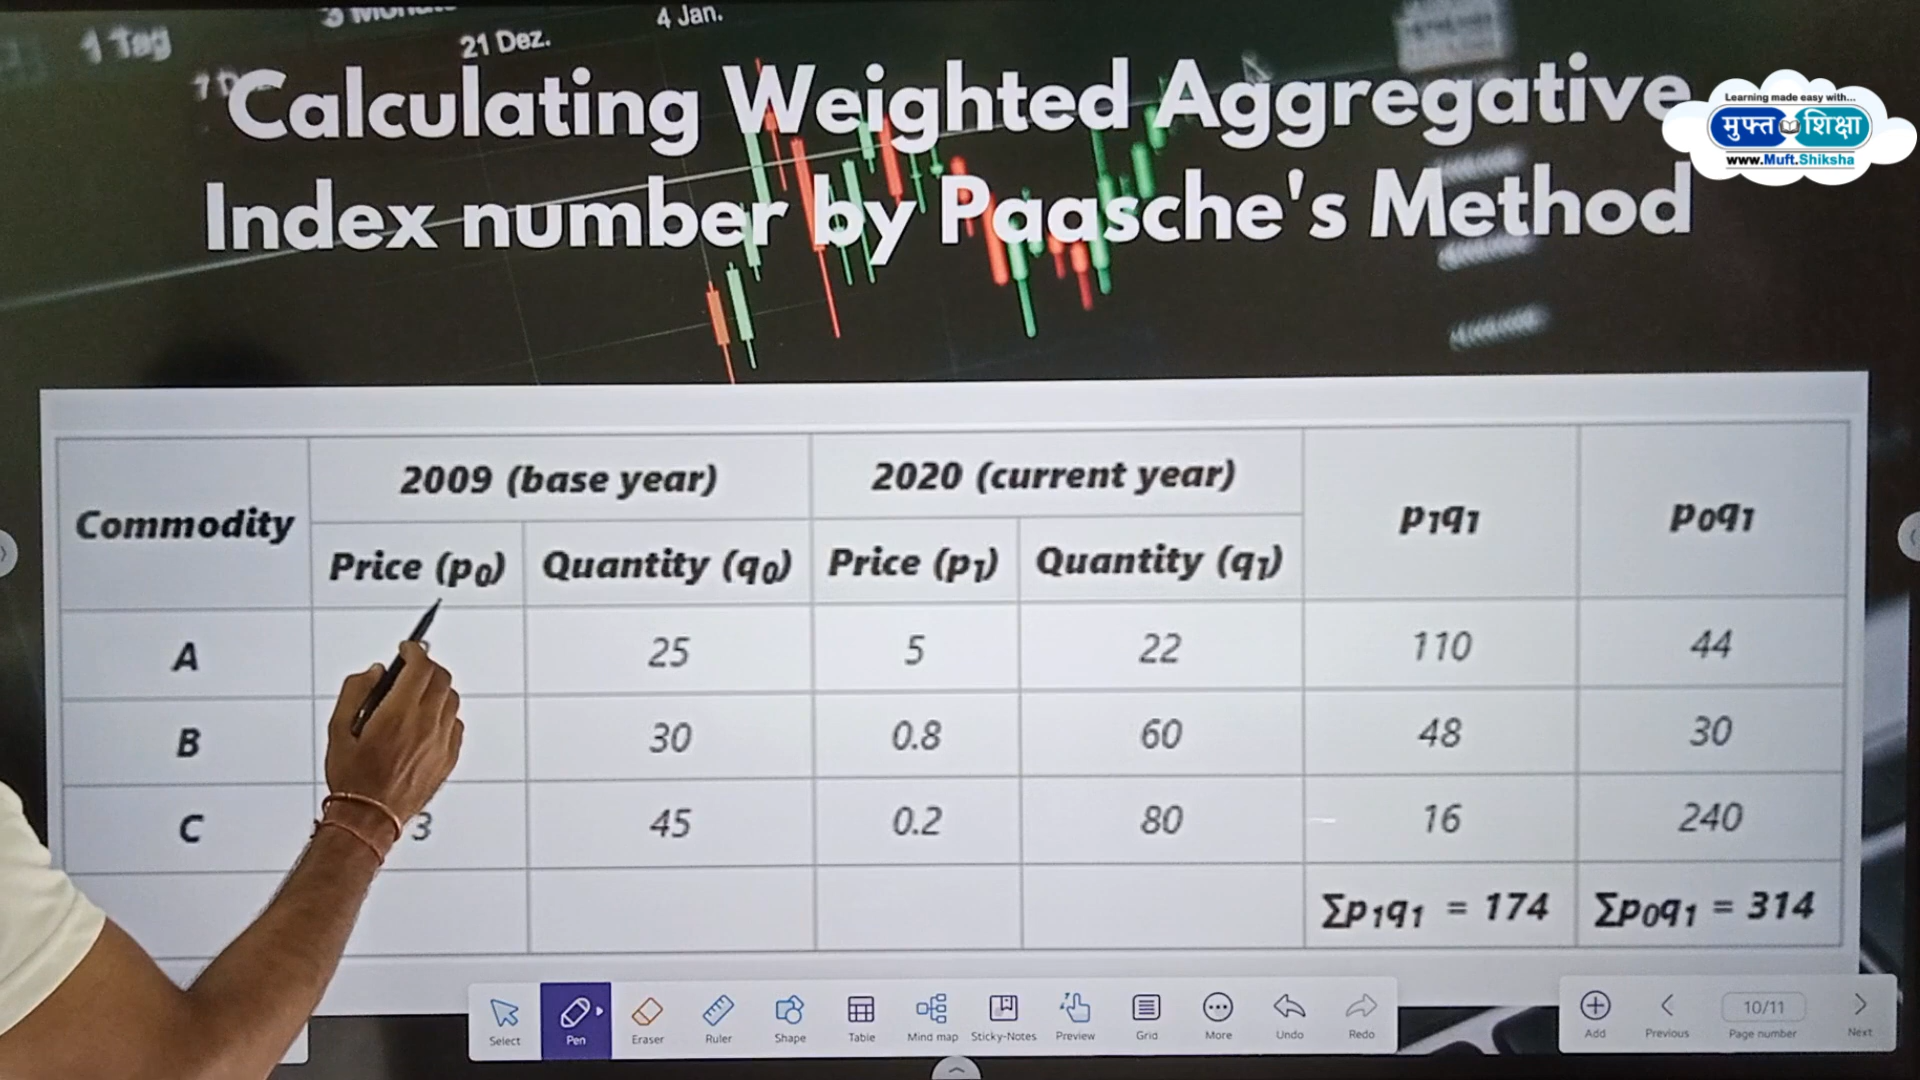 1 Tag
21 Dez.
4 Jan.
Calculating Weighted Aggregative
Index number by Paasche's Method
Learning made easy with...
मुफ्त शिक्षा
www.Muft.Shiksha
Commodity 2009 (base year) 2020 (current year) p₁q₁ p₀q₁
Price (p₀) Quantity (q₀) Price (p₁) Quantity (q₁)
A 25 5 22 110 44
B 30 0.8 60 48 30
C 3 45 0.2 80 16 240
∑p₁q₁ = 174 ∑p₀q₁ = 314
Select Pen Eraser Ruler Shape Table Mind map Sticky-Notes Preview Grid More Undo Redo
Add Previous 10/11 Page number Next